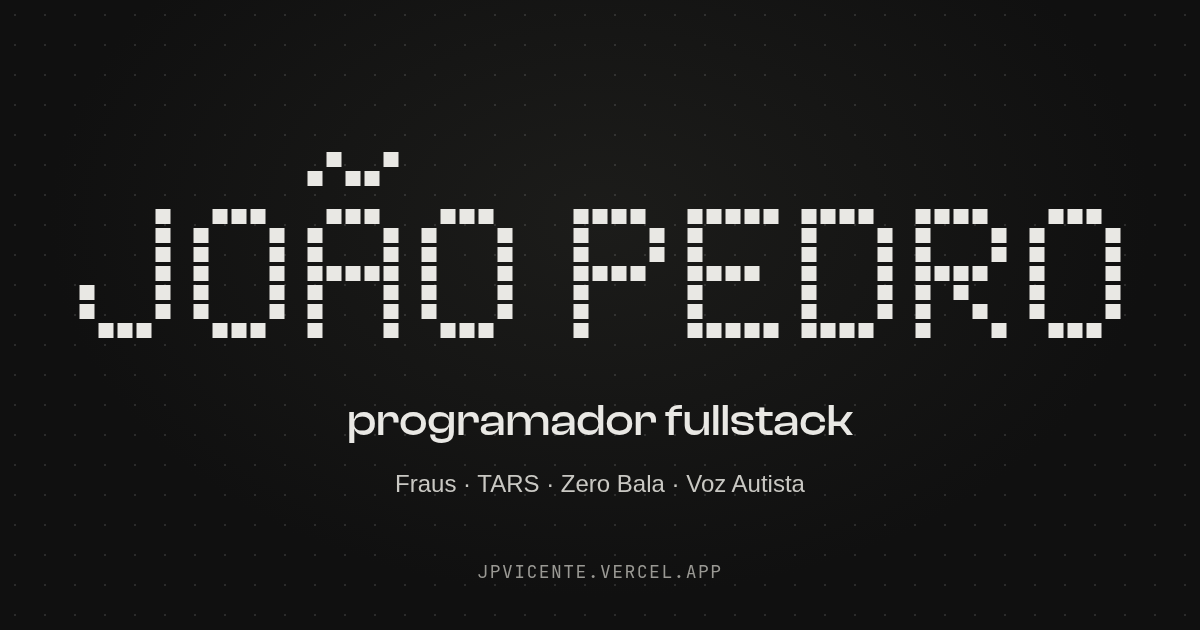 JOÃO PEDRO
programador fullstack
Fraus · TARS · Zero Bala · Voz Autista
JPVICENTE.VERCEL.APP